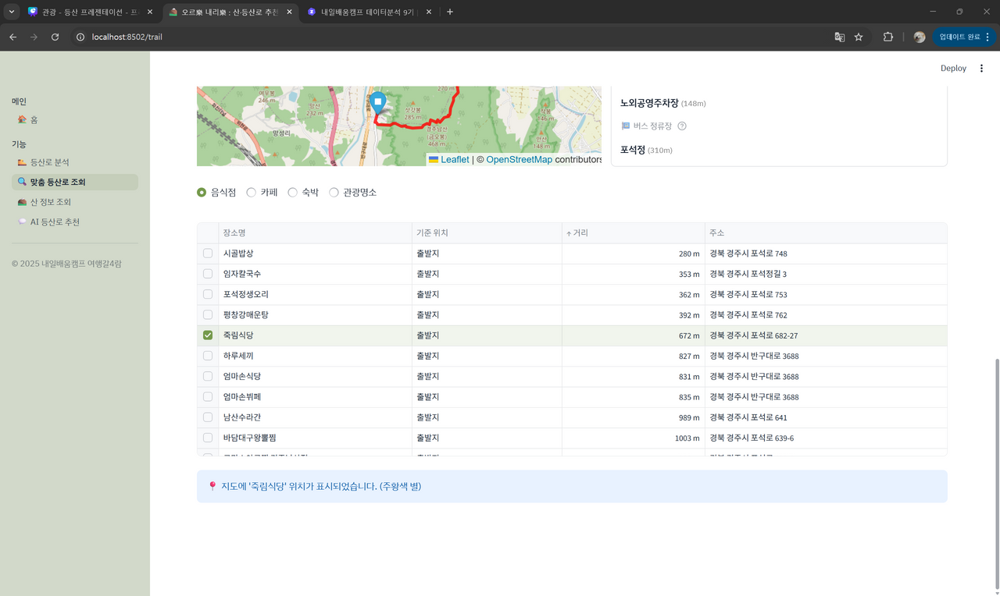 관광 - 등산 프레젠테이션 - 프
오르樂 내리樂 : 산·등산로 추천
내일배움캠프 데이터분석 9기
localhost:8502/trail
업데이트 완료
Deploy
메인
홈
기능
등산로 분석
맞춤 등산로 조회
산 정보 조회
AI 등산로 추천
© 2025 내일배움캠프 여행갈4람
246 m
232 m
망성리
270 m
285 m
468 m
148 m
Leaflet | © OpenStreetMap contributors
노외공영주차장 (148m)
버스 정류장
포석정 (310m)
음식점 카페 숙박 관광명소
장소명 기준 위치 ↑ 거리 주소
시골밥상 출발지 280 m 경북 경주시 포석로 748
임자칼국수 출발지 353 m 경북 경주시 포석정길 3
포석정생오리 출발지 362 m 경북 경주시 포석로 753
평창강매운탕 출발지 392 m 경북 경주시 포석로 762
죽림식당 출발지 672 m 경북 경주시 포석로 682-27
하루세끼 출발지 827 m 경북 경주시 반구대로 3688
엄마손식당 출발지 831 m 경북 경주시 반구대로 3688
엄마손뷔페 출발지 835 m 경북 경주시 반구대로 3688
남산수라간 출발지 989 m 경북 경주시 포석로 641
바담대구왕뽈찜 출발지 1003 m 경북 경주시 포석로 639-6
지도에 '죽림식당' 위치가 표시되었습니다. (주황색 별)